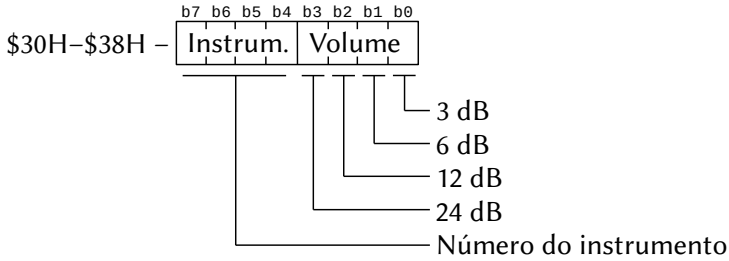 b7 b6 b5 b4 b3 b2 b1 b0
$30H–$38H – Instrum. Volume
3 dB
6 dB
12 dB
24 dB
Número do instrumento